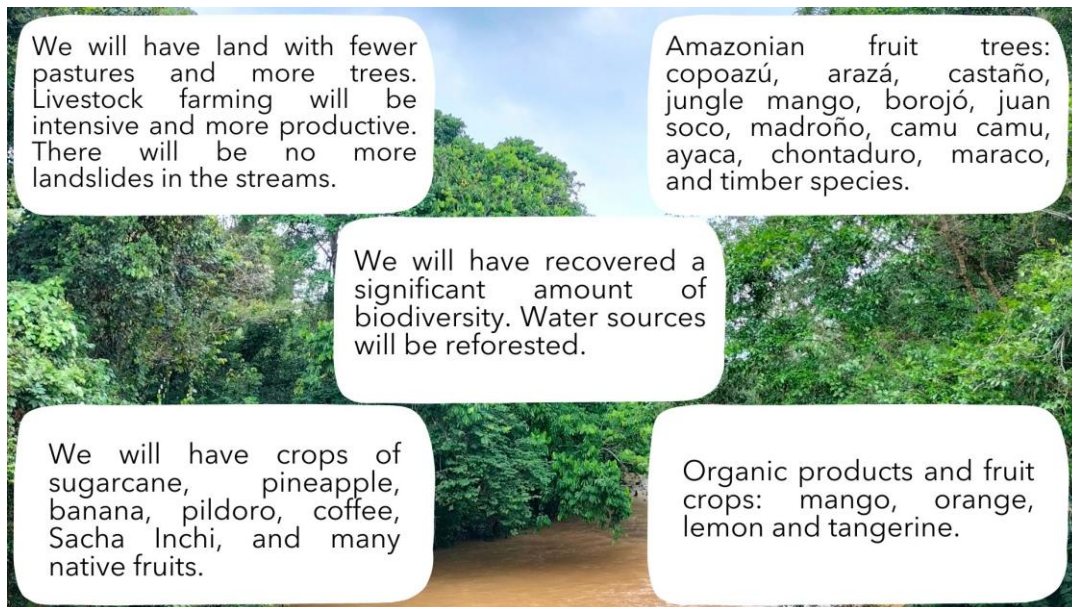 We will have land with fewer
pastures and more trees.
Livestock farming will be
intensive and more productive.
There will be no more
landslides in the streams.
Amazonian fruit trees:
copoazú, arazá, castaño,
jungle mango, borojó, juan
soco, madroño, camu camu,
ayaca, chontaduro, maraco,
and timber species.
We will have recovered a
significant amount of
biodiversity. Water sources
will be reforested.
We will have crops of
sugarcane, pineapple,
banana, pildoro, coffee,
Sacha Inchi, and many
native fruits.
Organic products and fruit
crops: mango, orange,
lemon and tangerine.